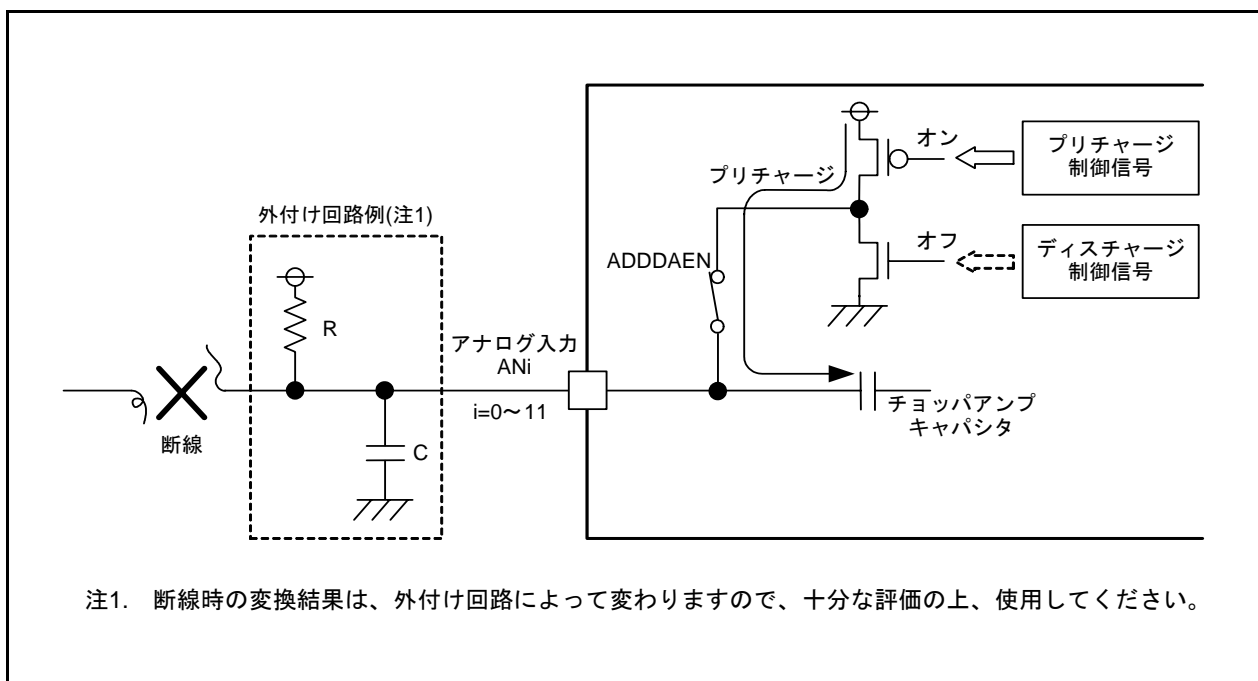 オン
プリチャージ
制御信号
プリチャージ
外付け回路例(注1)
オフ
ディスチャージ
制御信号
ADDDAEN
R
アナログ入力
ANi
i=0～11
チョッパアンプ
キャパシタ
断線
C
注1. 断線時の変換結果は、外付け回路によって変わりますので、十分な評価の上、使用してください。